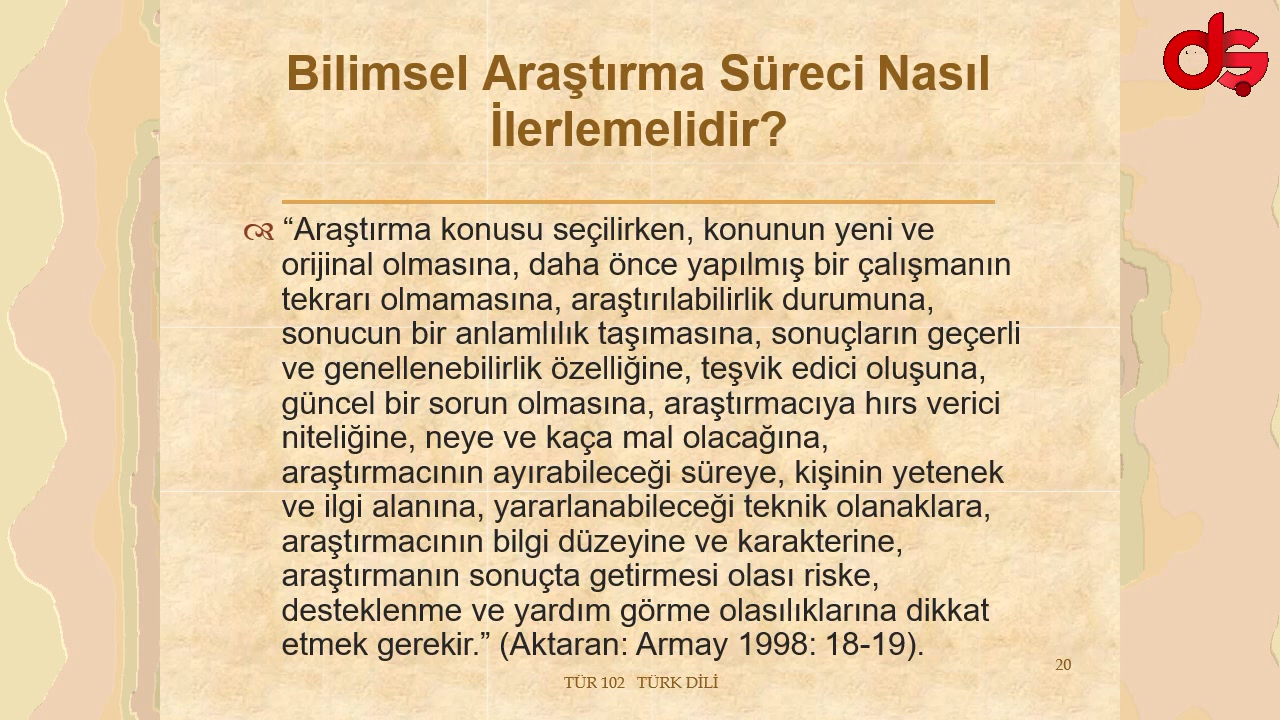 Bilimsel Araştırma Süreci Nasıl
İlerlemelidir?
“Araştırma konusu seçilirken, konunun yeni ve
orijinal olmasına, daha önce yapılmış bir çalışmanın
tekrarı olmamasına, araştırılabilirlik durumuna,
sonucun bir anlamlılık taşımasına, sonuçların geçerli
ve genellenebilirlik özelliğine, teşvik edici oluşuna,
güncel bir sorun olmasına, araştırmacıya hırs verici
niteliğine, neye ve kaça mal olacağına,
araştırmacının ayırabileceği süreye, kişinin yetenek
ve ilgi alanına, yararlanabileceği teknik olanaklara,
araştırmacının bilgi düzeyine ve karakterine,
araştırmanın sonuçta getirmesi olası riske,
desteklenme ve yardım görme olasılıklarına dikkat
etmek gerekir.” (Aktaran: Armay 1998: 18-19).
20
TÜR 102 TÜRK DİLİ